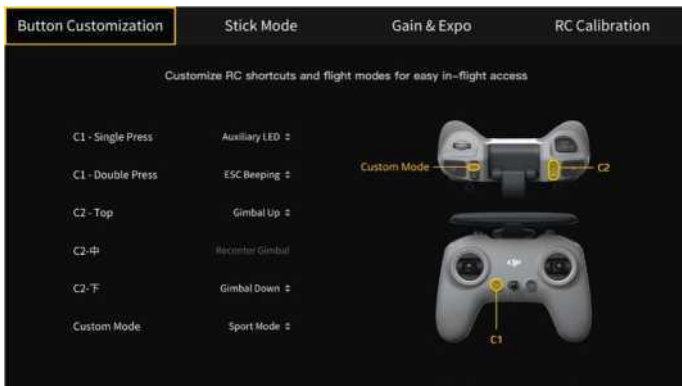 Button Customization
Stick Mode
Gain & Expo
RC Calibration
Customize RC shortcuts and flight modes for easy in-flight access
C1 - Single Press
Auxiliary LED
C1 - Double Press
ESC Beeping
C2 - Top
Gimbal Up
C2-中
Recenter Gimbal
C2-下
Gimbal Down
Custom Mode
Sport Mode
Custom Mode
C2
dji
C1